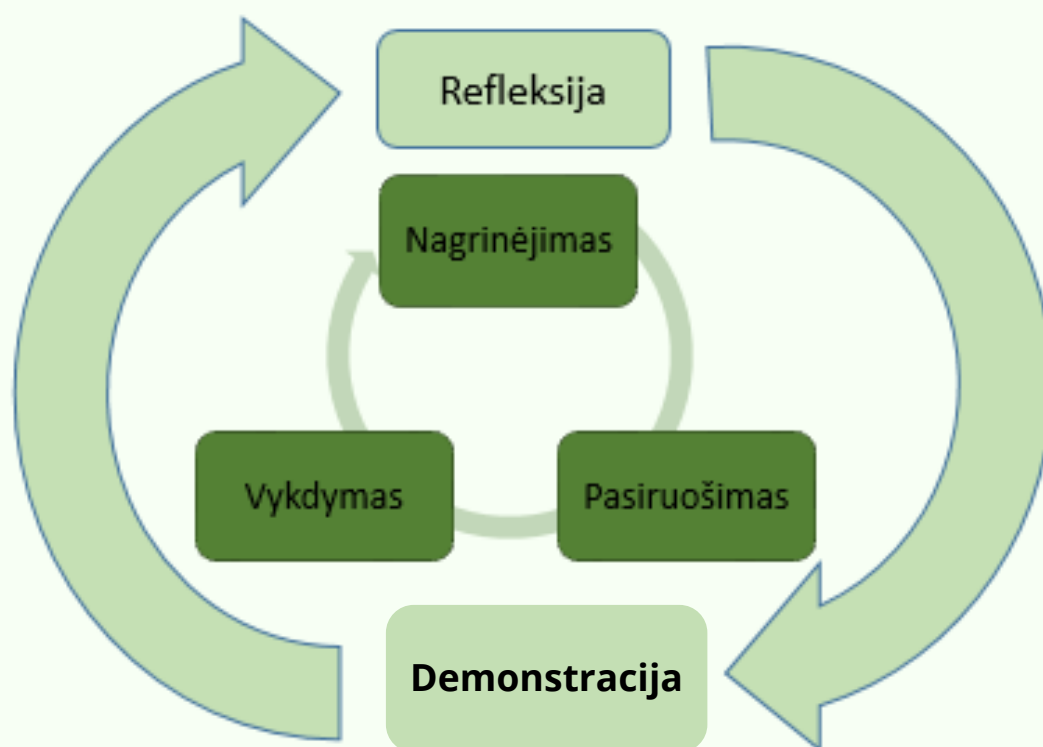 Refleksija
Nagrinėjimas
Vykdymas
Pasiruošimas
Demonstracija